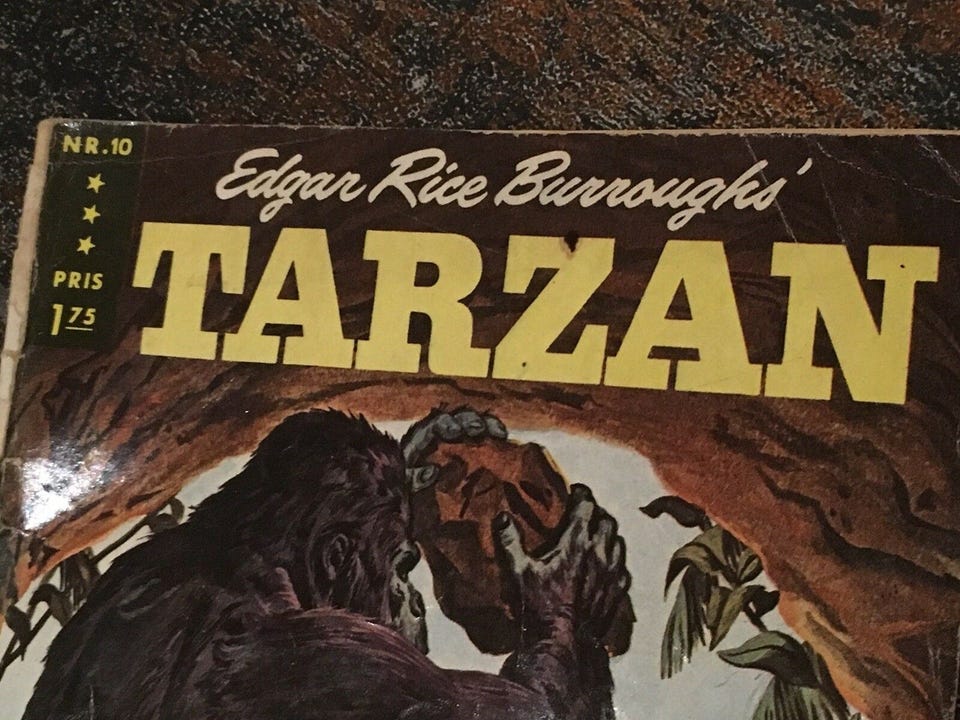 NR.10
PRIS
1 75
Edgar Rice Burroughs'
TARZAN